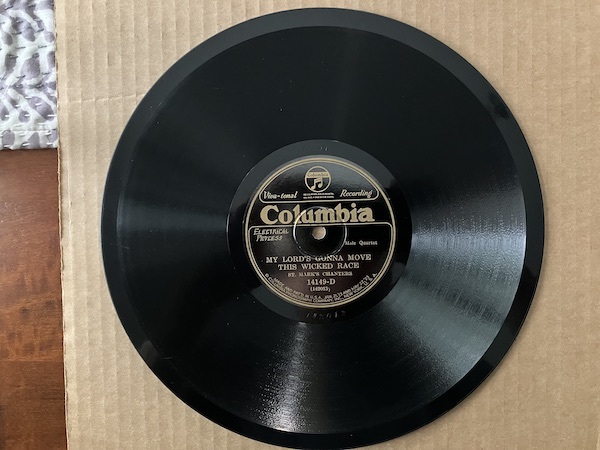 Viva-tonal Recording
Columbia
ELECTRICAL
PROCESS
Male Quartet
MY LORD'S GONNA MOVE
THIS WICKED RACE
ST. MARK'S CHANTERS
14149-D
(142012)